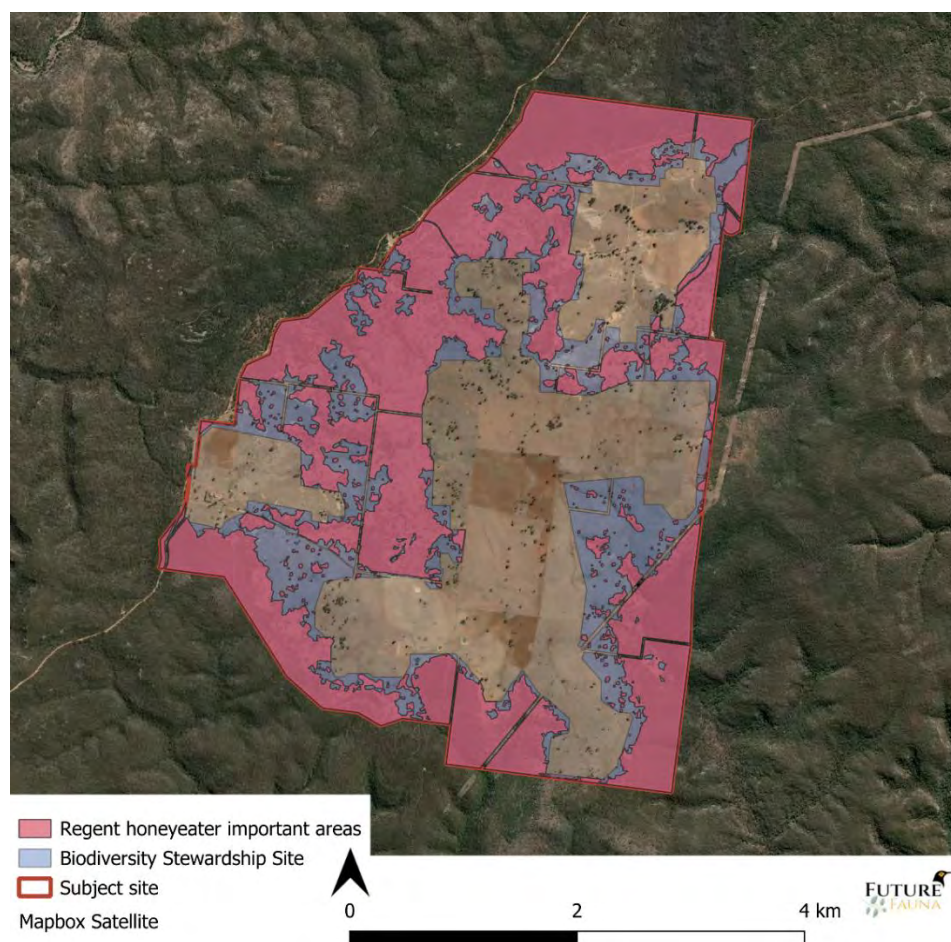 Regent honeyeater important areas
Biodiversity Stewardship Site
Subject site
Mapbox Satellite
0 2 4 km
FUTURE
FAUNA